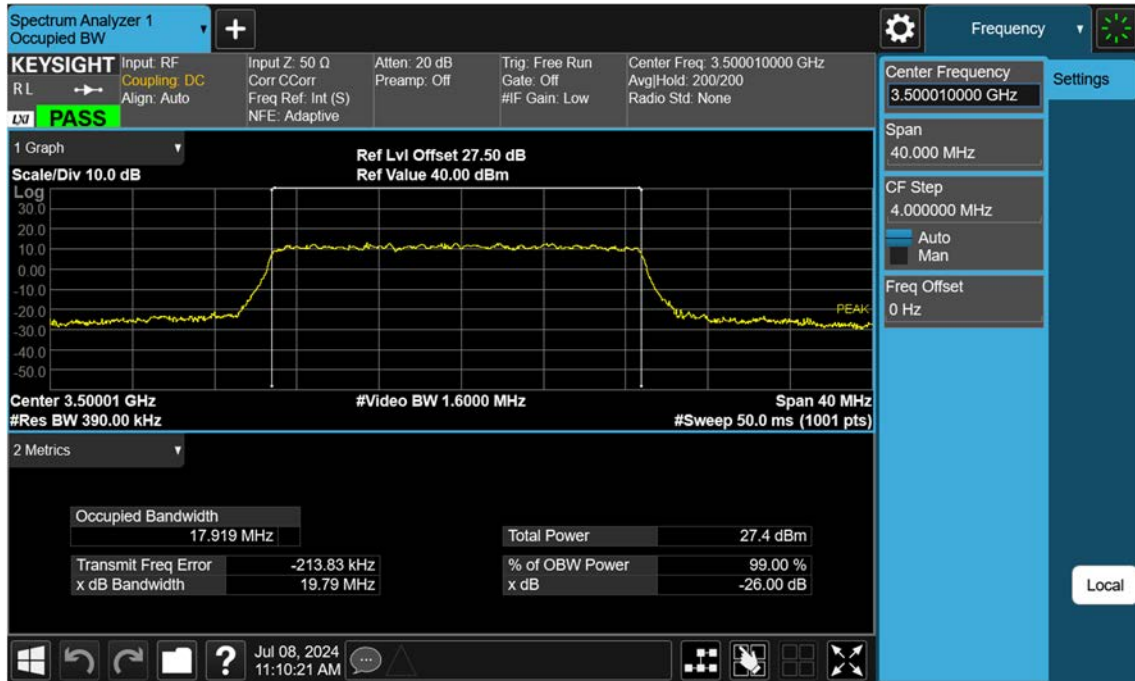 Spectrum Analyzer 1
Occupied BW
+
Frequency
KEYSIGHT
R L
LXI PASS
Input: RF
Coupling: DC
Align: Auto
Input Z: 50 Ω
Corr CCorr
Freq Ref: Int (S)
NFE: Adaptive
Atten: 20 dB
Preamp: Off
Trig: Free Run
Gate: Off
#IF Gain: Low
Center Freq: 3.500010000 GHz
Avg|Hold: 200/200
Radio Std: None
Center Frequency
3.500010000 GHz
Settings
Span
40.000 MHz
CF Step
4.000000 MHz
Auto
Man
Freq Offset
0 Hz
Local
1 Graph
Ref Lvl Offset 27.50 dB
Scale/Div 10.0 dB
Ref Value 40.00 dBm
Log
30.0
20.0
10.0
0.00
-10.0
-20.0
PEAK
-30.0
-40.0
-50.0
Center 3.50001 GHz
#Video BW 1.6000 MHz
Span 40 MHz
#Res BW 390.00 kHz
#Sweep 50.0 ms (1001 pts)
2 Metrics
Occupied Bandwidth
17.919 MHz
Total Power 27.4 dBm
Transmit Freq Error -213.83 kHz
% of OBW Power 99.00 %
x dB Bandwidth 19.79 MHz
x dB -26.00 dB
?
Jul 08, 2024
11:10:21 AM